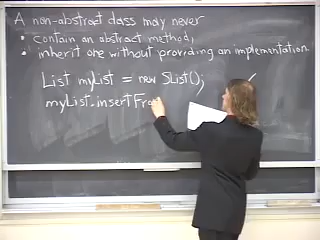 A non-abstract class may never
• contain an abstract method,
• inherit one without providing an implementation.
List myList = new SList();
myList.insertFro